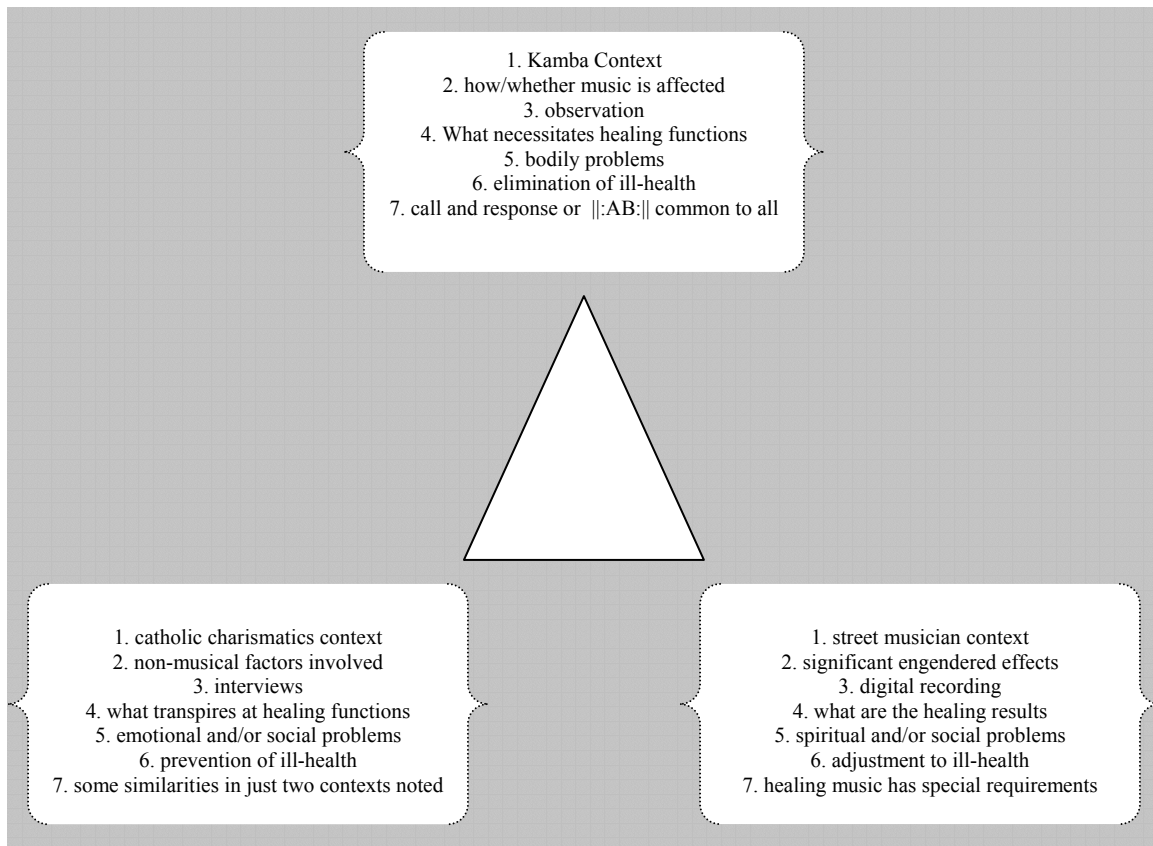 1. Kamba Context
2. how/whether music is affected
3. observation
4. What necessitates healing functions
5. bodily problems
6. elimination of ill-health
7. call and response or ||:AB:|| common to all
1. catholic charismatics context
2. non-musical factors involved
3. interviews
4. what transpires at healing functions
5. emotional and/or social problems
6. prevention of ill-health
7. some similarities in just two contexts noted
1. street musician context
2. significant engendered effects
3. digital recording
4. what are the healing results
5. spiritual and/or social problems
6. adjustment to ill-health
7. healing music has special requirements